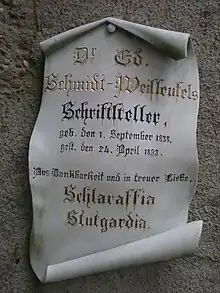 Dr. Ed.
Schmidt-Weißenfels
Schriftsteller,
geb. den 1. September 1833,
gest. den 24. April 1893.
Aus Dankbarkeit und in treuer Liebe.
Schlaraffia
Stutgardia.